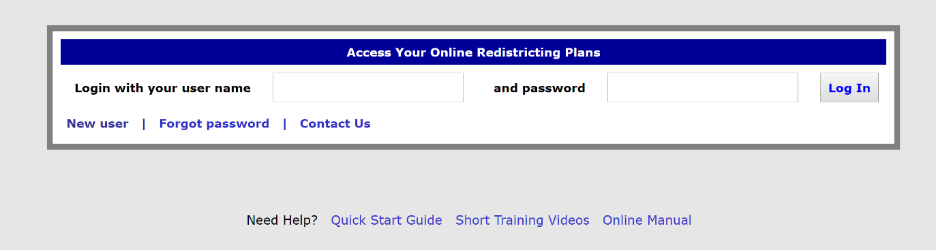 Access Your Online Redistricting Plans
Login with your user name and password Log In
New user | Forgot password | Contact Us
Need Help? Quick Start Guide Short Training Videos Online Manual